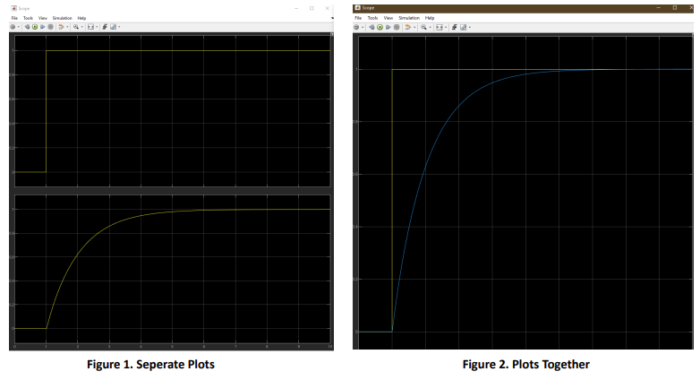 Scope
File Tools View Simulation Help
Scope
File Tools View Simulation Help
Figure 1. Seperate Plots
Figure 2. Plots Together